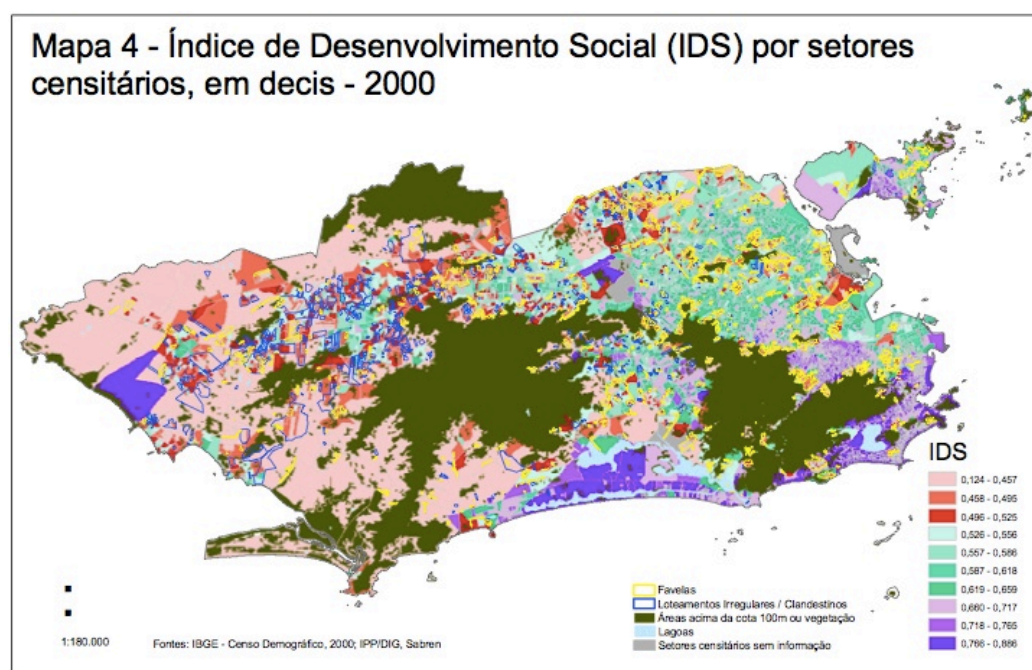 Mapa 4 - Índice de Desenvolvimento Social (IDS) por setores
censitários, em decis - 2000
IDS
0,124 - 0,457
0,458 - 0,495
0,496 - 0,525
0,526 - 0,556
0,557 - 0,586
0,587 - 0,618
0,619 - 0,659
0,660 - 0,717
0,718 - 0,765
0,766 - 0,886
Favelas
Loteamentos Irregulares / Clandestinos
Áreas acima da cota 100m ou vegetação
Lagoas
Setores censitários sem informação
1:180.000
Fontes: IBGE - Censo Demográfico, 2000; IPP/DIG, Sabren